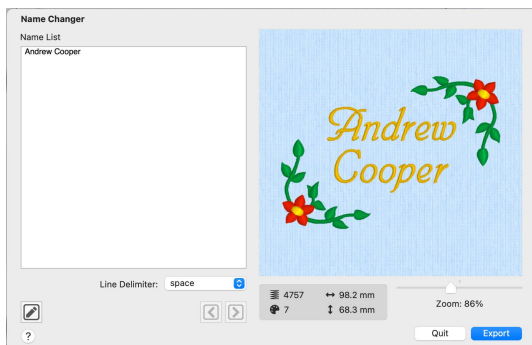 Name Changer
Name List
Andrew Cooper
Andrew
Cooper
Line Delimiter: space
4757 98.2 mm
7 68.3 mm
Zoom: 86%
?
Quit Export